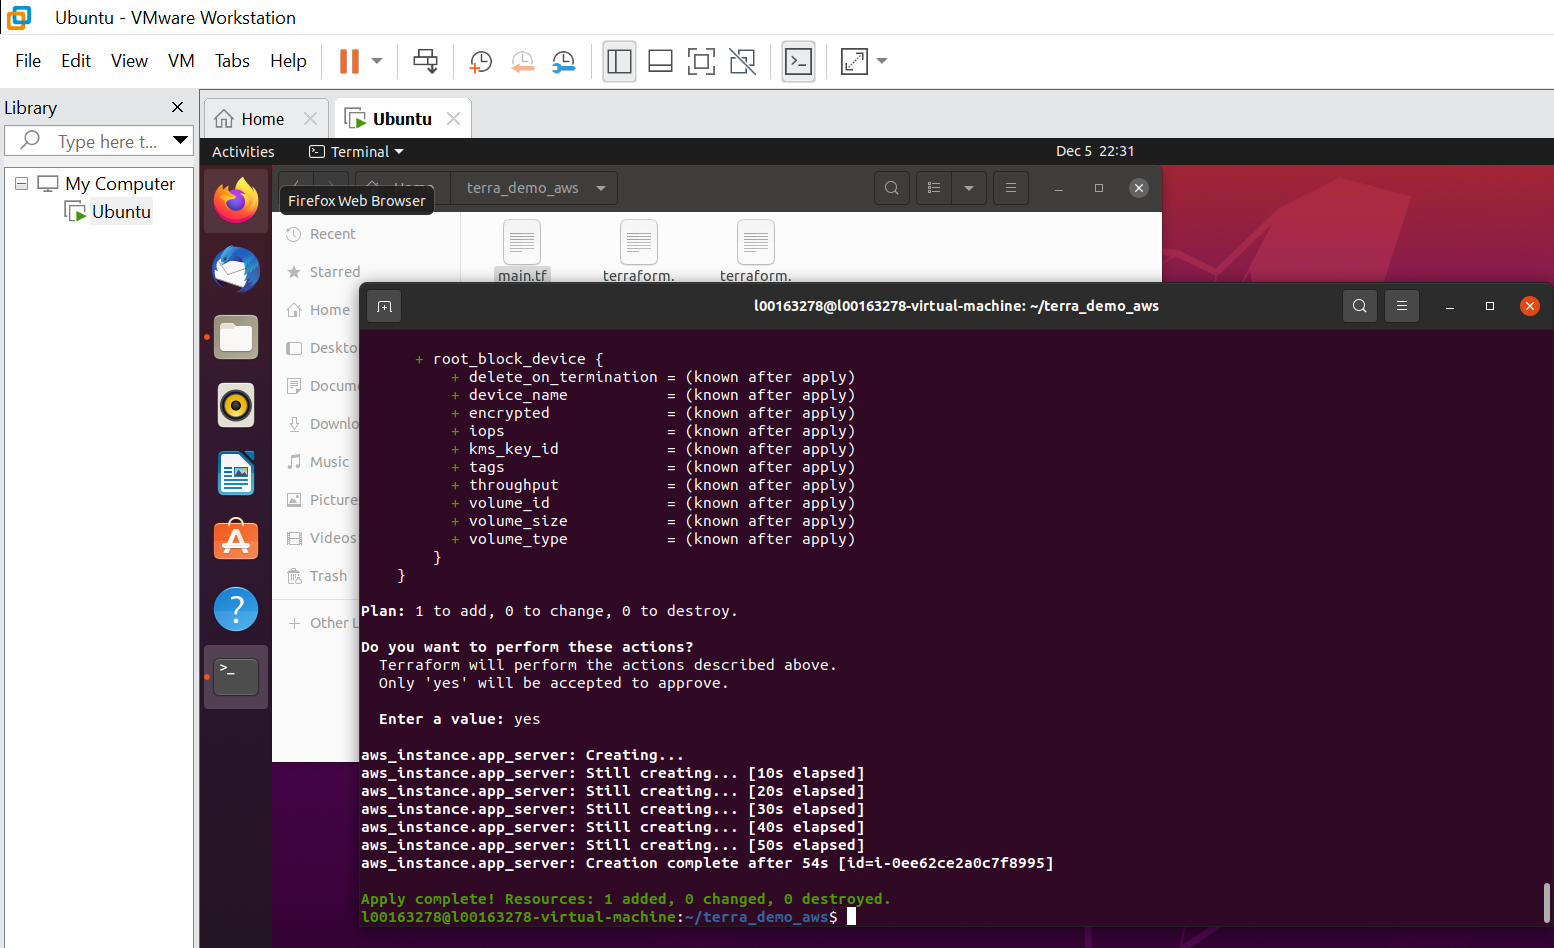 Ubuntu - VMware Workstation
File Edit View VM Tabs Help
Library
Type here t...
My Computer
Ubuntu
Home
Ubuntu
Activities
Terminal
Dec 5 22:31
Home
terra_demo_aws
Firefox Web Browser
Recent
Starred
Home
Deskto
Docume
Downlo
Music
Picture
Videos
Trash
Other L
main.tf
terraform.
terraform.
l00163278@l00163278-virtual-machine: ~/terra_demo_aws
+ root_block_device {
+ delete_on_termination = (known after apply)
+ device_name = (known after apply)
+ encrypted = (known after apply)
+ iops = (known after apply)
+ kms_key_id = (known after apply)
+ tags = (known after apply)
+ throughput = (known after apply)
+ volume_id = (known after apply)
+ volume_size = (known after apply)
+ volume_type = (known after apply)
}
}
Plan: 1 to add, 0 to change, 0 to destroy.
Do you want to perform these actions?
Terraform will perform the actions described above.
Only 'yes' will be accepted to approve.
Enter a value: yes
aws_instance.app_server: Creating...
aws_instance.app_server: Still creating... [10s elapsed]
aws_instance.app_server: Still creating... [20s elapsed]
aws_instance.app_server: Still creating... [30s elapsed]
aws_instance.app_server: Still creating... [40s elapsed]
aws_instance.app_server: Still creating... [50s elapsed]
aws_instance.app_server: Creation complete after 54s [id=i-0ee62ce2a0c7f8995]
Apply complete! Resources: 1 added, 0 changed, 0 destroyed.
l00163278@l00163278-virtual-machine:~/terra_demo_aws$